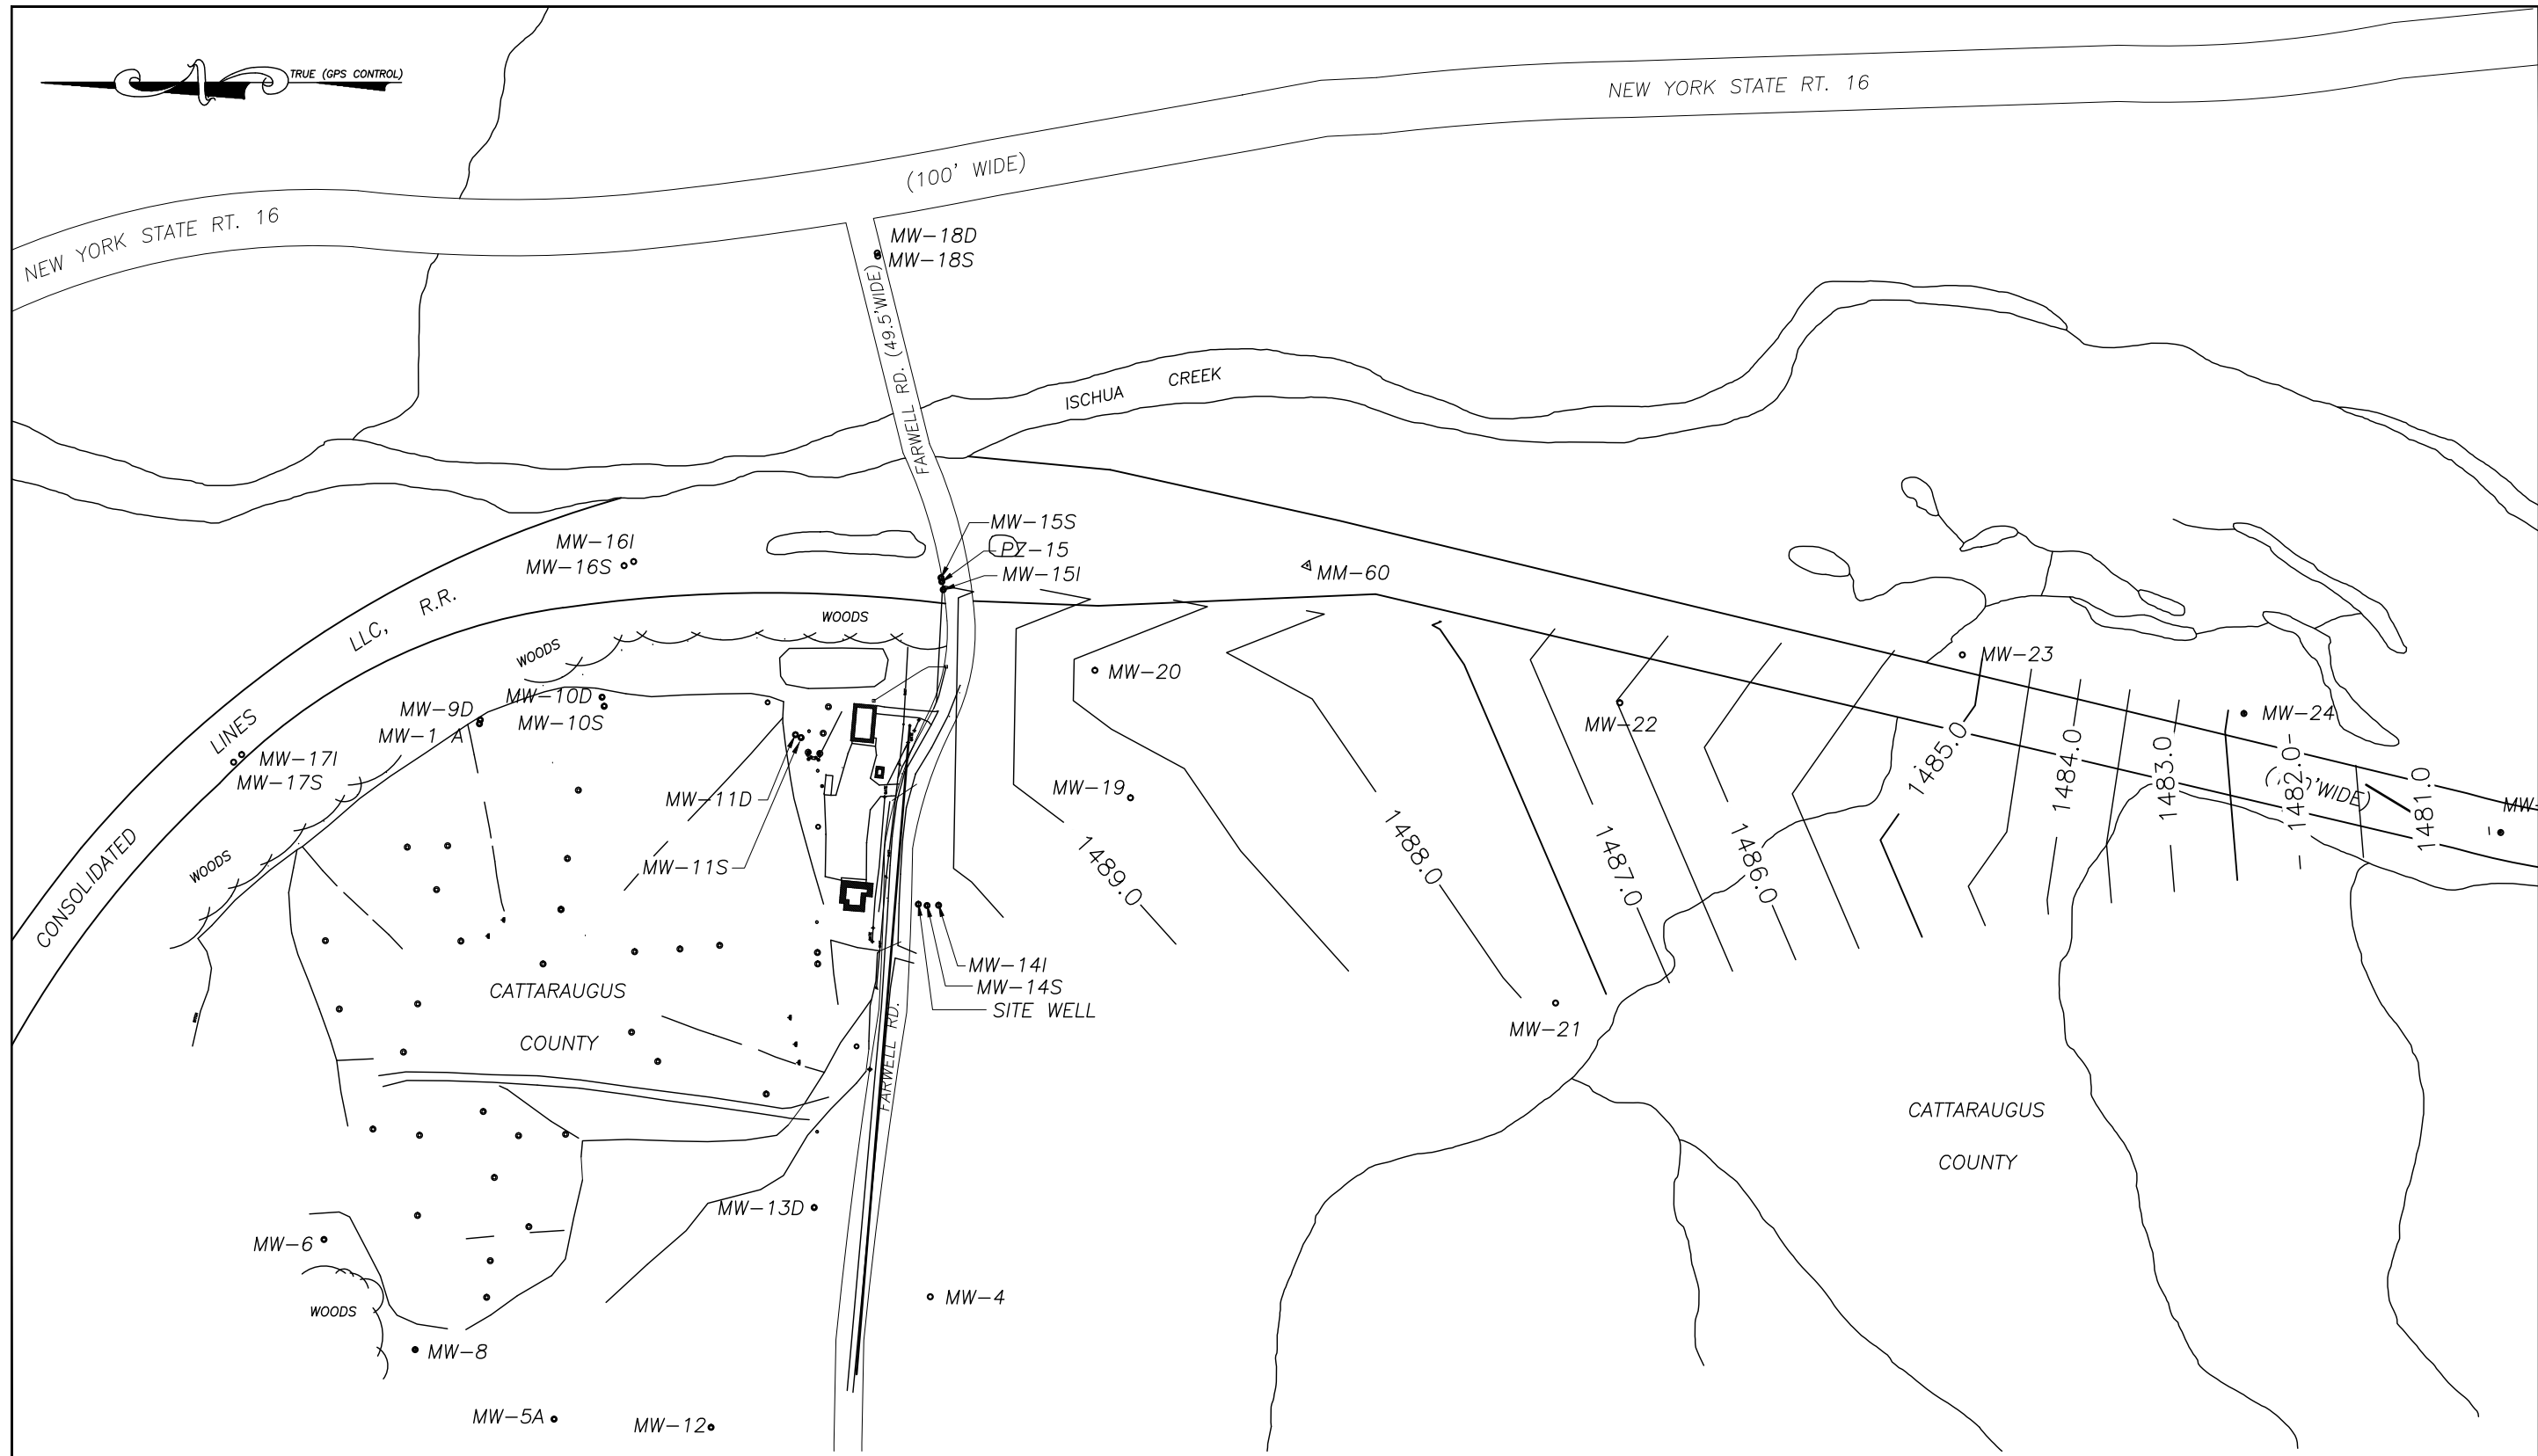 TRUE (GPS CONTROL)
NEW YORK STATE RT. 16
(100' WIDE)
NEW YORK STATE RT. 16
MW-18D
MW-18S
FARWELL RD. (49.5'WIDE)
ISCHUA CREEK
MW-15S
PZ-15
MW-15I
MW-16I
MW-16S
MM-60
CONSOLIDATED LINES LLC, R.R.
WOODS
WOODS
WOODS
MW-20
MW-23
MW-10D
MW-10S
MW-9D
MW-1 A
MW-22
MW-24
MW-17I
MW-17S
MW-11D
MW-11S
MW-19
1489.0
1488.0
1487.0
1486.0
1485.0
1484.0
1483.0
1482.0
'WIDE)
1481.0
MW-
MW-14I
MW-14S
SITE WELL
CATTARAUGUS
COUNTY
MW-21
FARWELL RD.
CATTARAUGUS
COUNTY
MW-13D
MW-6
WOODS
MW-4
MW-8
MW-5A
MW-12